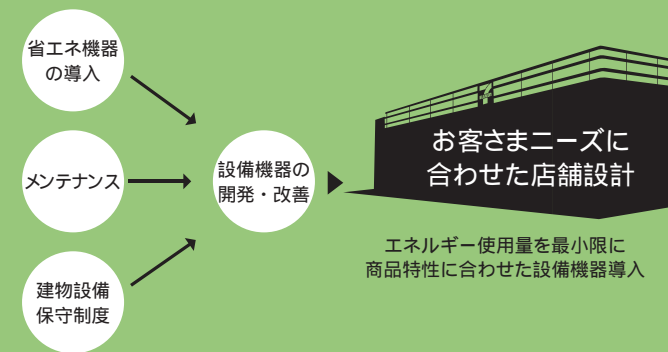 省エネ機器
の導入
メンテナンス
建物設備
保守制度
設備機器の
開発・改善
お客さまニーズに
合わせた店舗設計
エネルギー使用量を最小限に
商品特性に合わせた設備機器導入